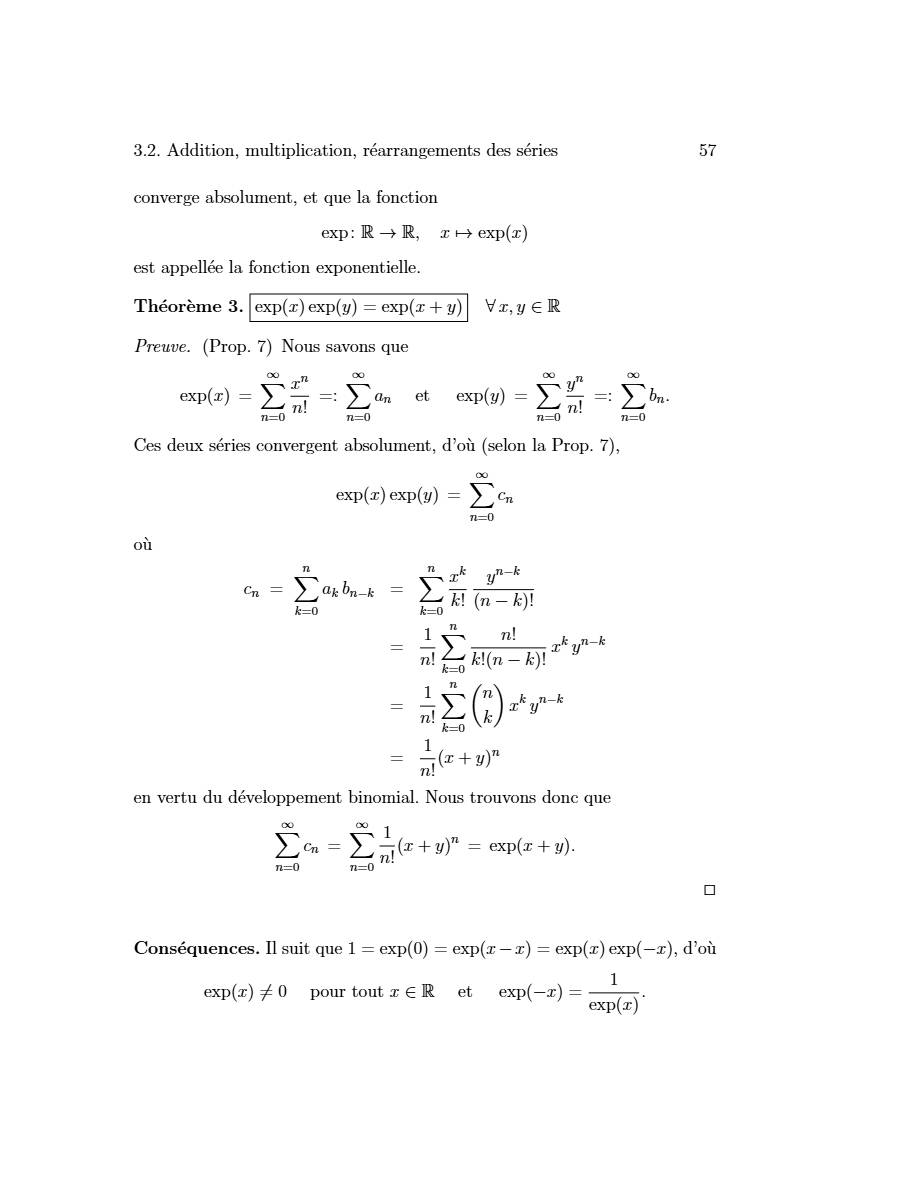 3.2. Addition, multiplication, réarrangements des séries 57
converge absolument, et que la fonction
exp: ℝ → ℝ, x ↦ exp(x)
est appellée la fonction exponentielle.
Théorème 3. exp(x) exp(y) = exp(x + y) ∀ x, y ∈ ℝ
Preuve. (Prop. 7) Nous savons que
exp(x) = ∑_{n=0}^{∞} x^n/n! =: ∑_{n=0}^{∞} a_n et exp(y) = ∑_{n=0}^{∞} y^n/n! =: ∑_{n=0}^{∞} b_n.
Ces deux séries convergent absolument, d'où (selon la Prop. 7),
exp(x) exp(y) = ∑_{n=0}^{∞} c_n
où
c_n = ∑_{k=0}^{n} a_k b_{n−k} = ∑_{k=0}^{n} x^k/k! y^{n−k}/(n − k)!
= 1/n! ∑_{k=0}^{n} n!/(k!(n − k)!) x^k y^{n−k}
= 1/n! ∑_{k=0}^{n} (n k) x^k y^{n−k}
= 1/n! (x + y)^n
en vertu du développement binomial. Nous trouvons donc que
∑_{n=0}^{∞} c_n = ∑_{n=0}^{∞} 1/n! (x + y)^n = exp(x + y).
□
Conséquences. Il suit que 1 = exp(0) = exp(x − x) = exp(x) exp(−x), d'où
exp(x) ≠ 0 pour tout x ∈ ℝ et exp(−x) = 1/exp(x).